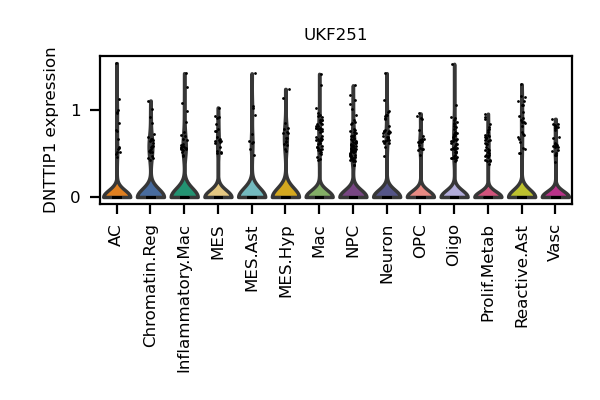 UKF251
DNTTIP1 expression
1
0
AC
Chromatin.Reg
Inflammatory.Mac
MES
MES.Ast
MES.Hyp
Mac
NPC
Neuron
OPC
Oligo
Prolif.Metab
Reactive.Ast
Vasc